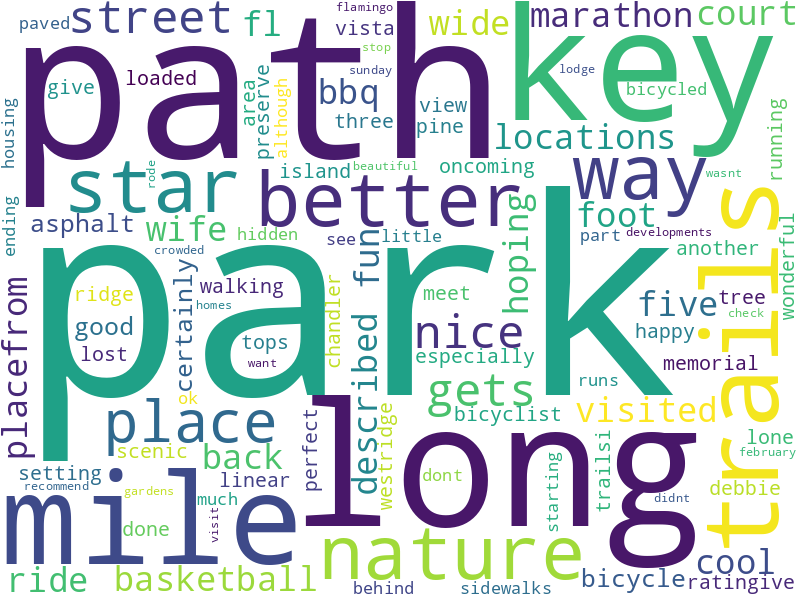 flamingo
paved
street
fl
vista
stop
wide
marathon
court
path
key
give
loaded
sunday
lodge
bbq
view
area
preserve
although
three
pine
bicycled
housing
locations
running
star
rode
island
beautiful
oncoming
way
wasnt
better
ending
asphalt
wife
hidden
see
little
foot
part
developments
crowded
fun
hoping
another
wonderful
trails
park
ridge
certainly
walking
homes
meet
five
tree
check
placefrom
good
lost
tops
want
chandler
described
nice
especially
happy
memorial
ok
runs
gets
place
perfect
westridge
bicyclist
visited
long
scenic
back
setting
recommend
linear
dont
starting
trailsi
lone
february
debbie
mile
gardens
much
visit
done
didnt
nature
cool
ride
basketball
behind
sidewalks
bicycle
ratingive